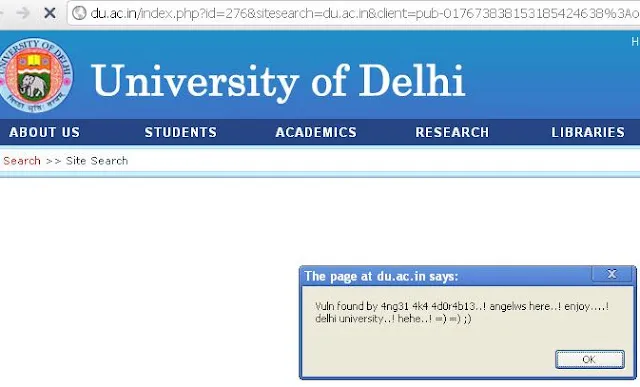 du.ac.in/index.php?id=276&sitesearch=du.ac.in&client=pub-017673838153185424638%3Ao
H
UNIVERSITY OF DELHI
University of Delhi
ABOUT US STUDENTS ACADEMICS RESEARCH LIBRARIES
Search >> Site Search
The page at du.ac.in says:
Vuln found by 4ng31 4k4 4d0r4b13..! angelws here..! enjoy....!
delhi university..! hehe..! =) =) ;)
OK